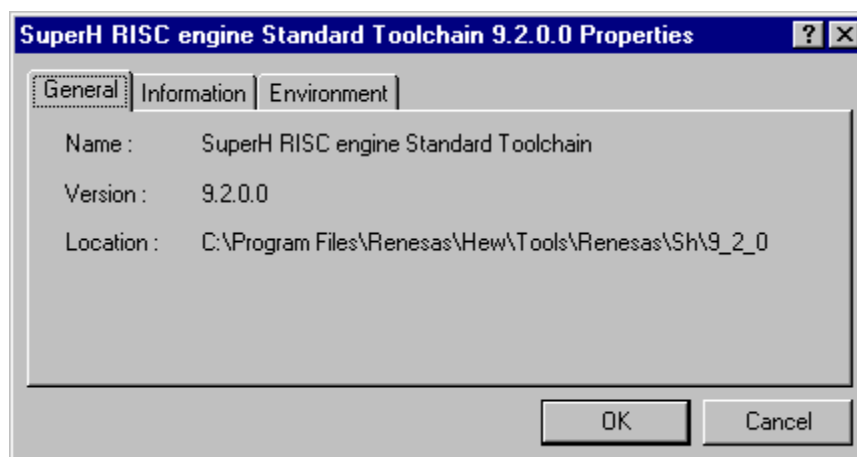 SuperH RISC engine Standard Toolchain 9.2.0.0 Properties
General Information Environment
Name : SuperH RISC engine Standard Toolchain
Version : 9.2.0.0
Location : C:\Program Files\Renesas\Hew\Tools\Renesas\Sh\9_2_0
OK Cancel